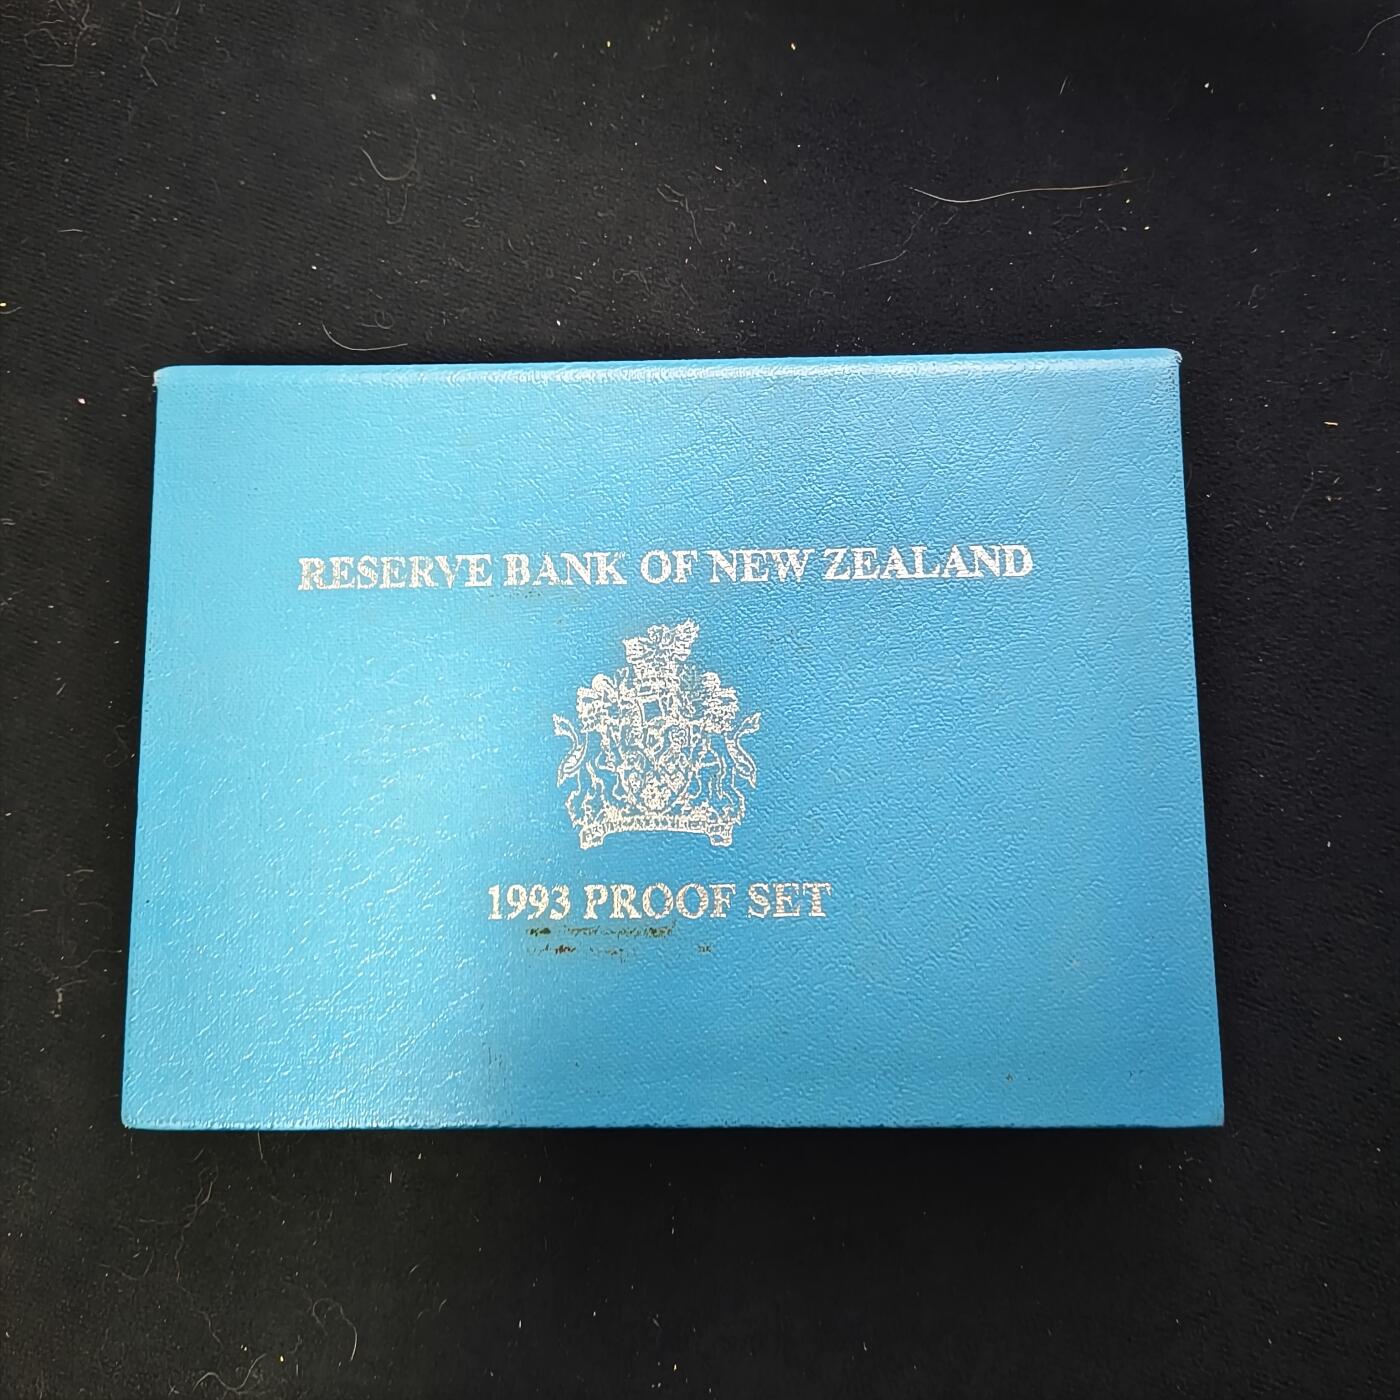 RESERVE BANK OF NEW ZEALAND
1993 PROOF SET